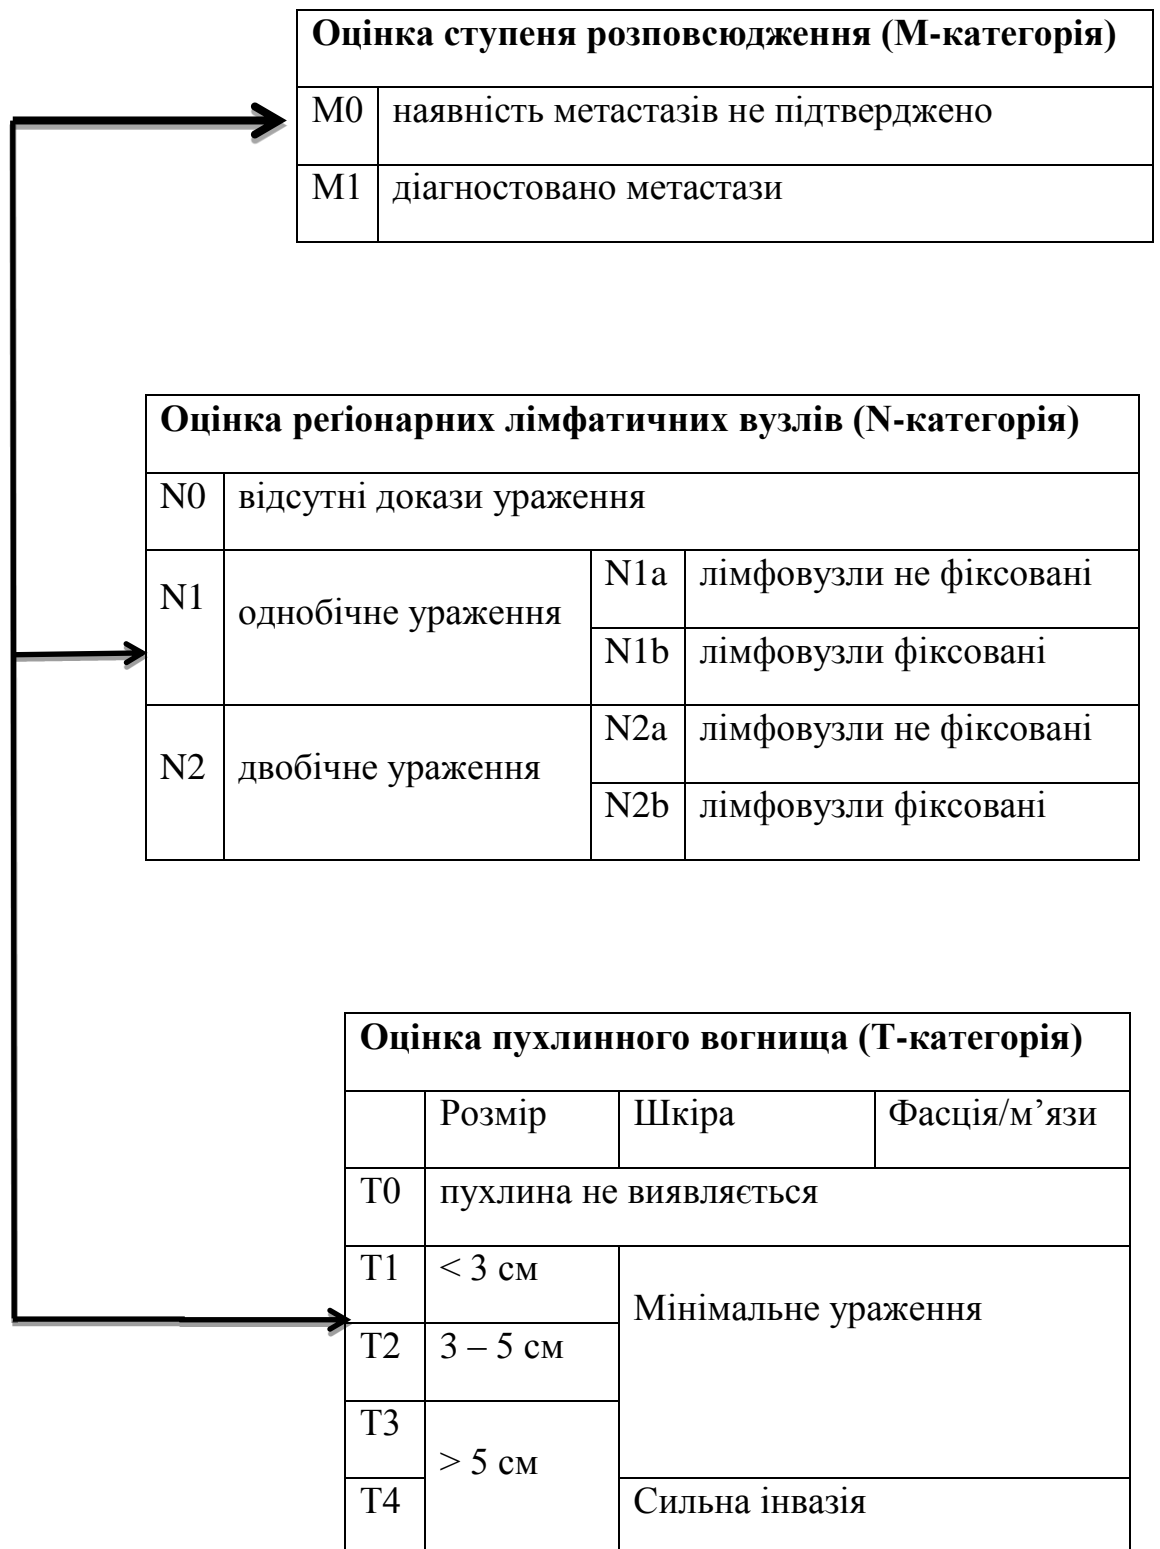 Оцінка ступеня розповсюдження (М-категорія)
М0 наявність метастазів не підтверджено
М1 діагностовано метастази
Оцінка реґіонарних лімфатичних вузлів (N-категорія)
N0 відсутні докази ураження
N1 однобічне ураження N1a лімфовузли не фіксовані
N1b лімфовузли фіксовані
N2 двобічне ураження N2a лімфовузли не фіксовані
N2b лімфовузли фіксовані
Оцінка пухлинного вогнища (Т-категорія)
Розмір Шкіра Фасція/м’язи
Т0 пухлина не виявляється
Т1 < 3 см Мінімальне ураження
Т2 3 – 5 см
Т3 > 5 см
Т4 Сильна інвазія